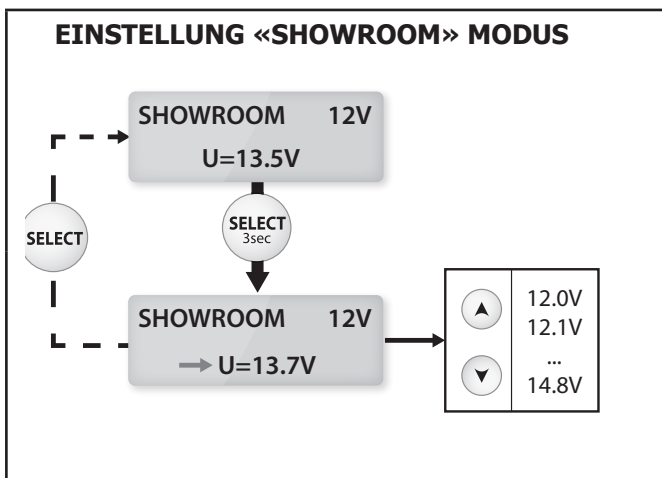 EINSTELLUNG «SHOWROOM» MODUS
SHOWROOM 12V
U=13.5V
SELECT
SELECT
3sec
SHOWROOM 12V
U=13.7V
12.0V
12.1V
...
14.8V